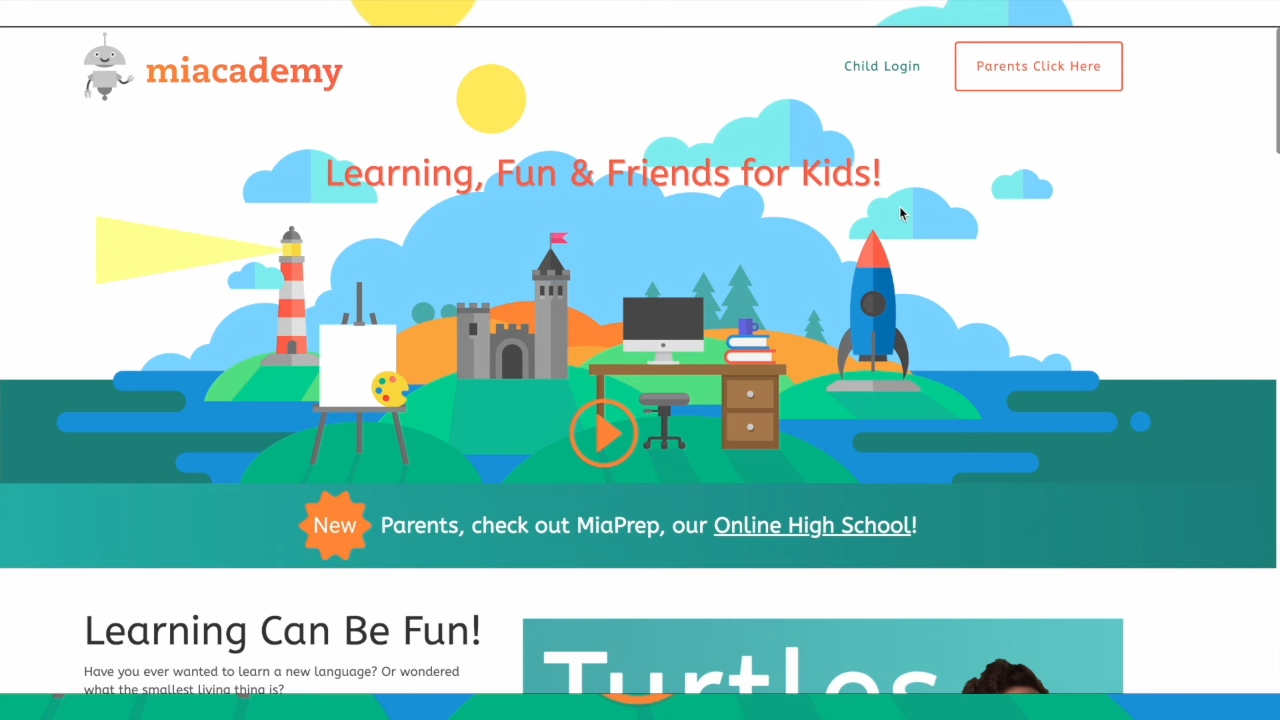 miacademy
Child Login
Parents Click Here
Learning, Fun & Friends for Kids!
New
Parents, check out MiaPrep, our Online High School!
Learning Can Be Fun!
Have you ever wanted to learn a new language? Or wondered
what the smallest living thing is?
Turtles